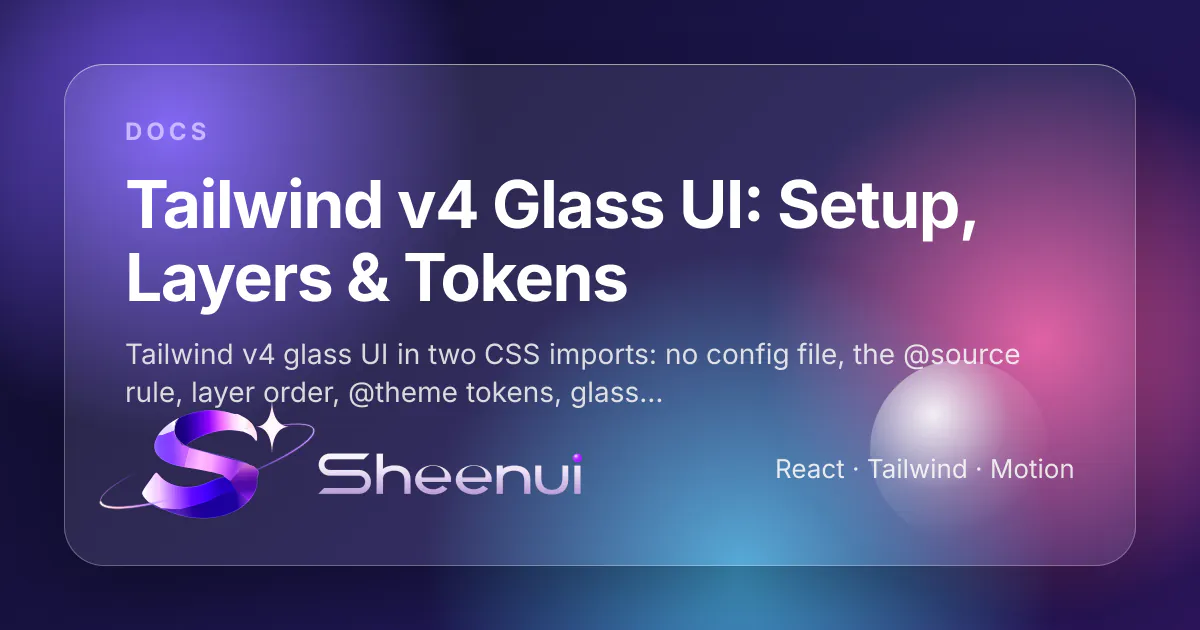 DOCS
Tailwind v4 Glass UI: Setup,
Layers & Tokens
Tailwind v4 glass UI in two CSS imports: no config file, the @source
rule, layer order, @theme tokens, glass...
Sheenui
React · Tailwind · Motion